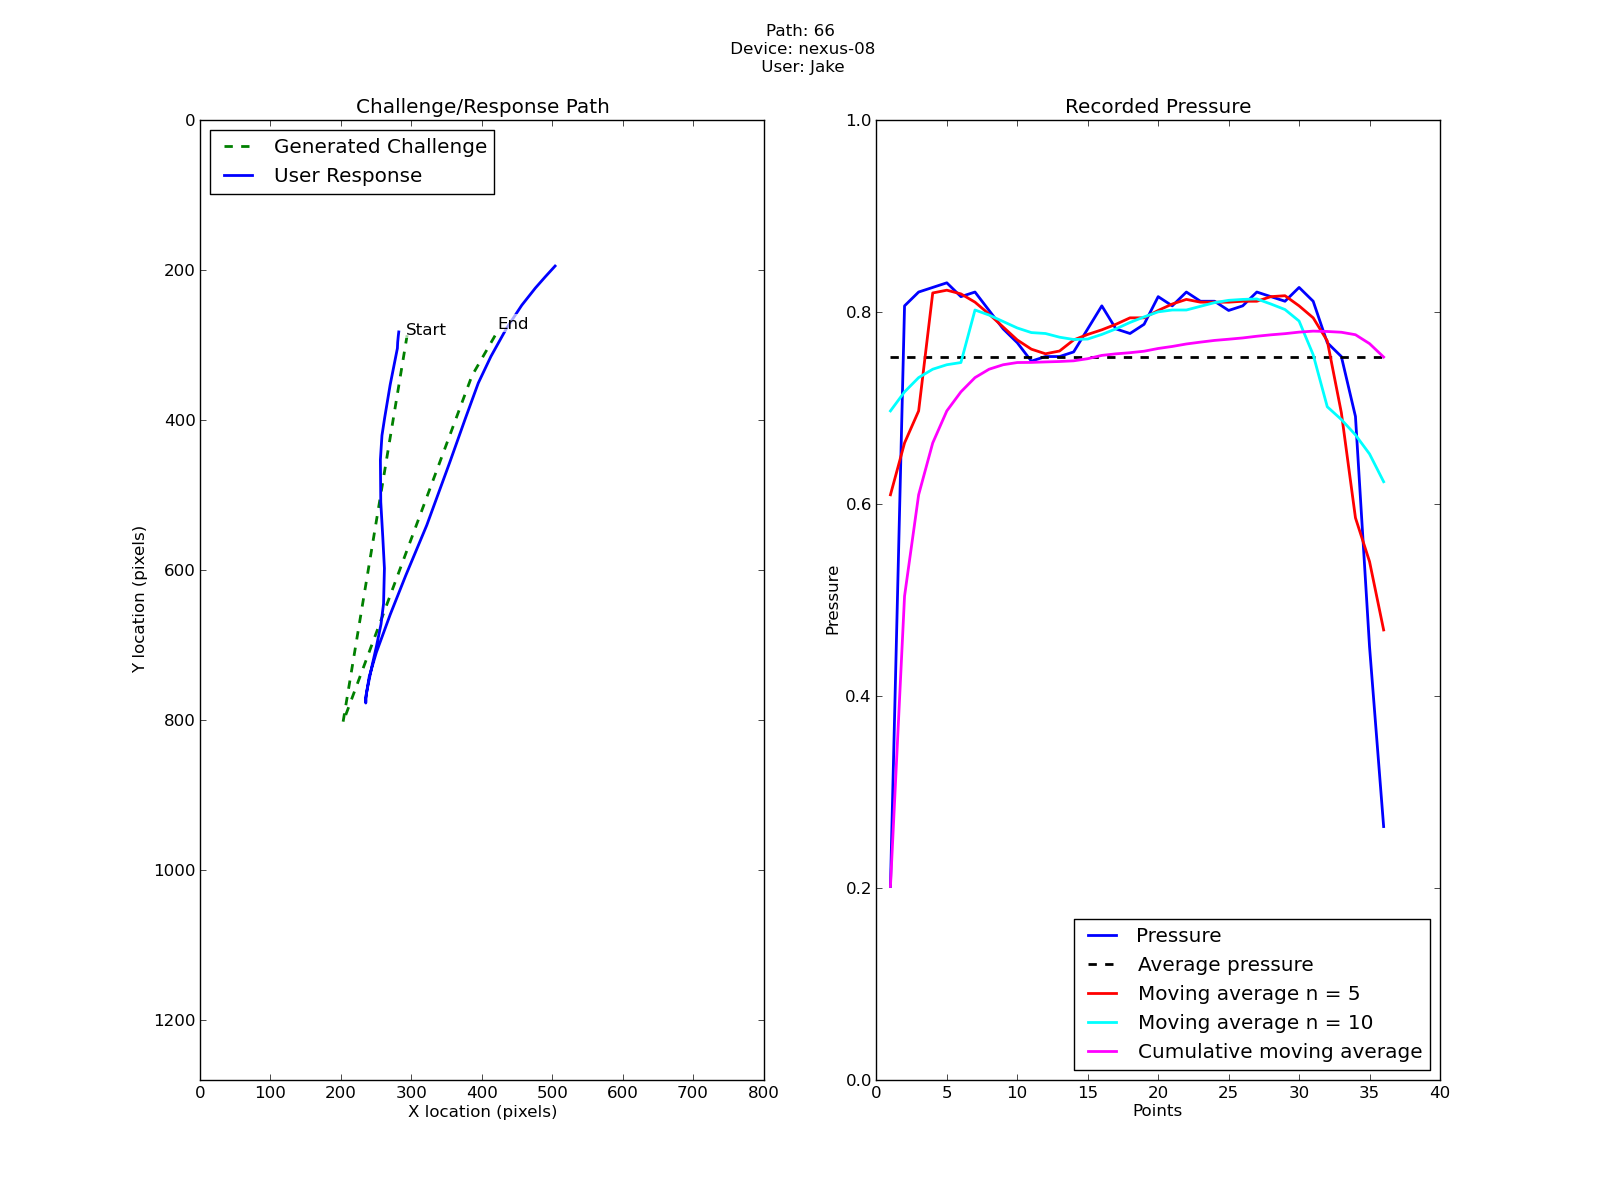 Path: 66
Device: nexus-08
User: Jake
Challenge/Response Path
Generated Challenge
User Response
Start
End
0
200
400
600
800
1000
1200
Y location (pixels)
0 100 200 300 400 500 600 700 800
X location (pixels)
Recorded Pressure
1.0
0.8
0.6
0.4
0.2
0.0
Pressure
Pressure
Average pressure
Moving average n = 5
Moving average n = 10
Cumulative moving average
0 5 10 15 20 25 30 35 40
Points